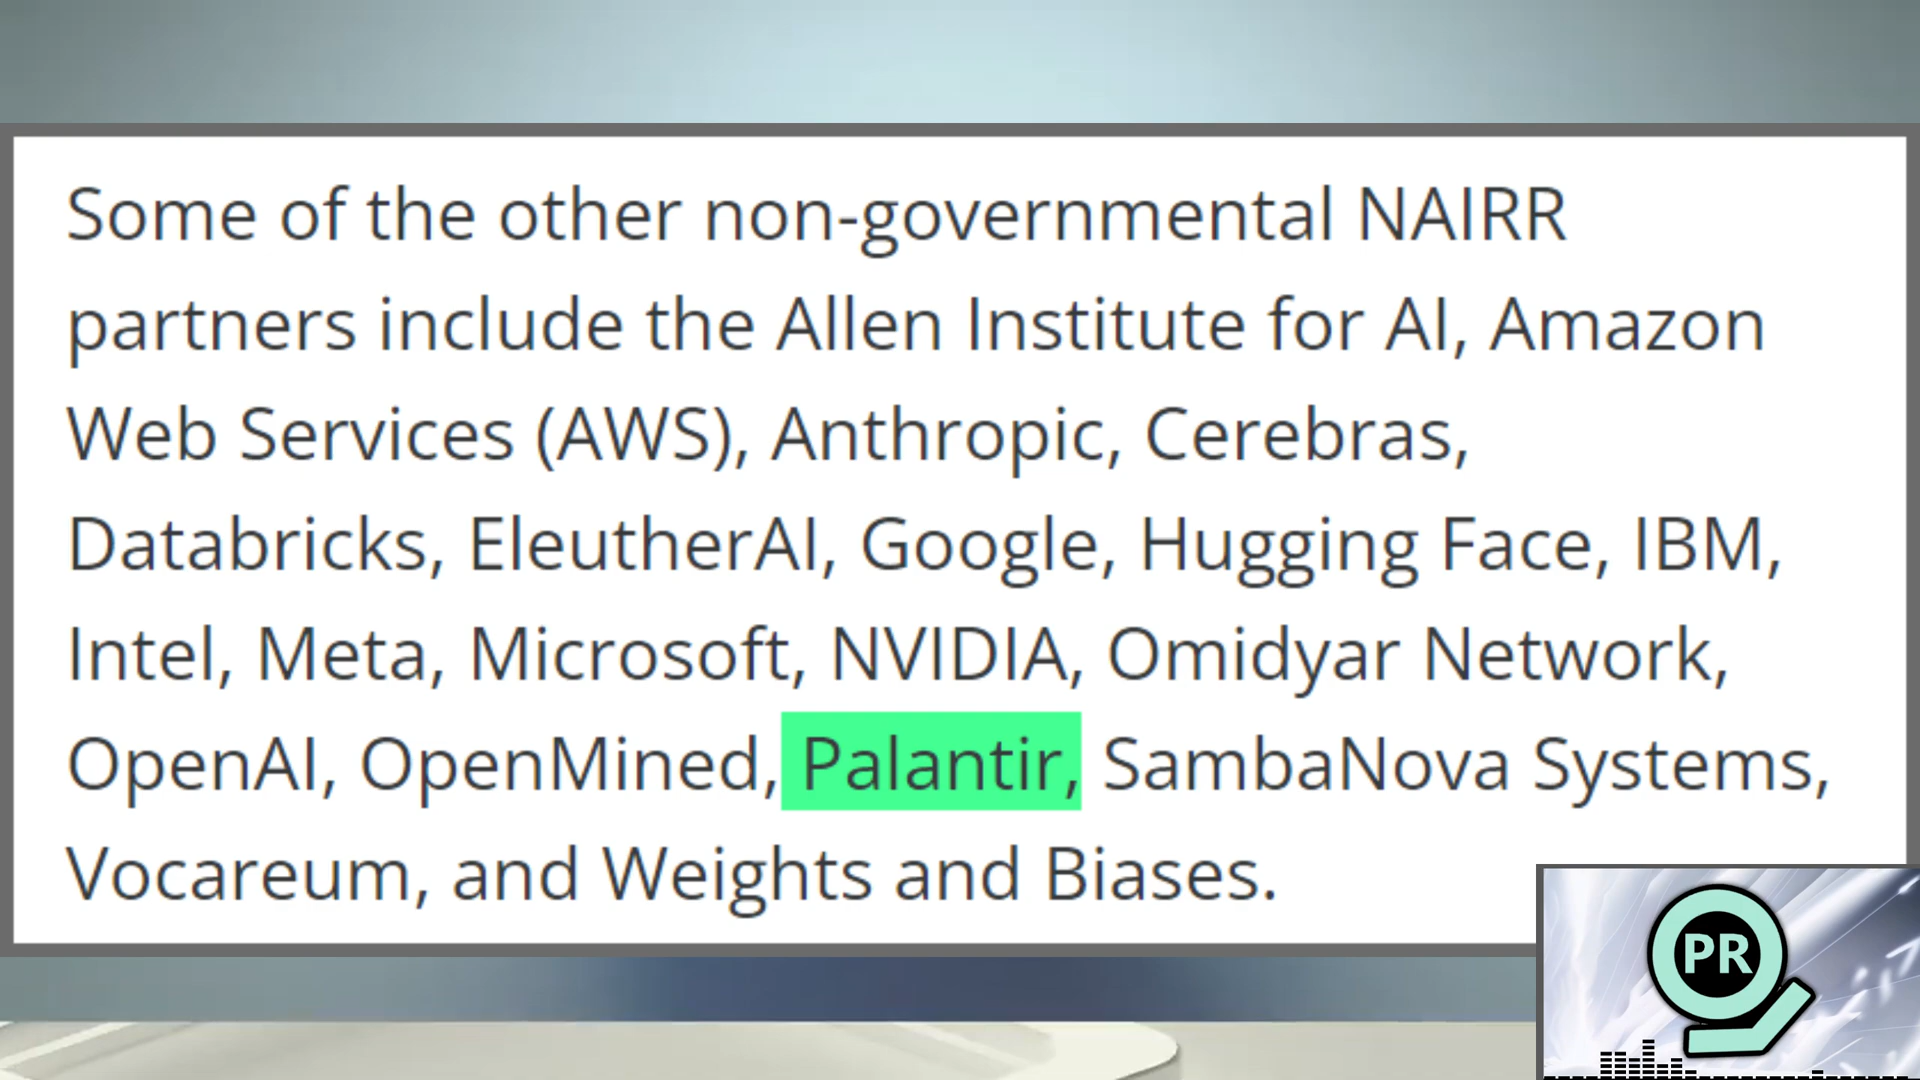 Some of the other non-governmental NAIRR
partners include the Allen Institute for AI, Amazon
Web Services (AWS), Anthropic, Cerebras,
Databricks, EleutherAI, Google, Hugging Face, IBM,
Intel, Meta, Microsoft, NVIDIA, Omidyar Network,
OpenAI, OpenMined, Palantir, SambaNova Systems,
Vocareum, and Weights and Biases.
PR